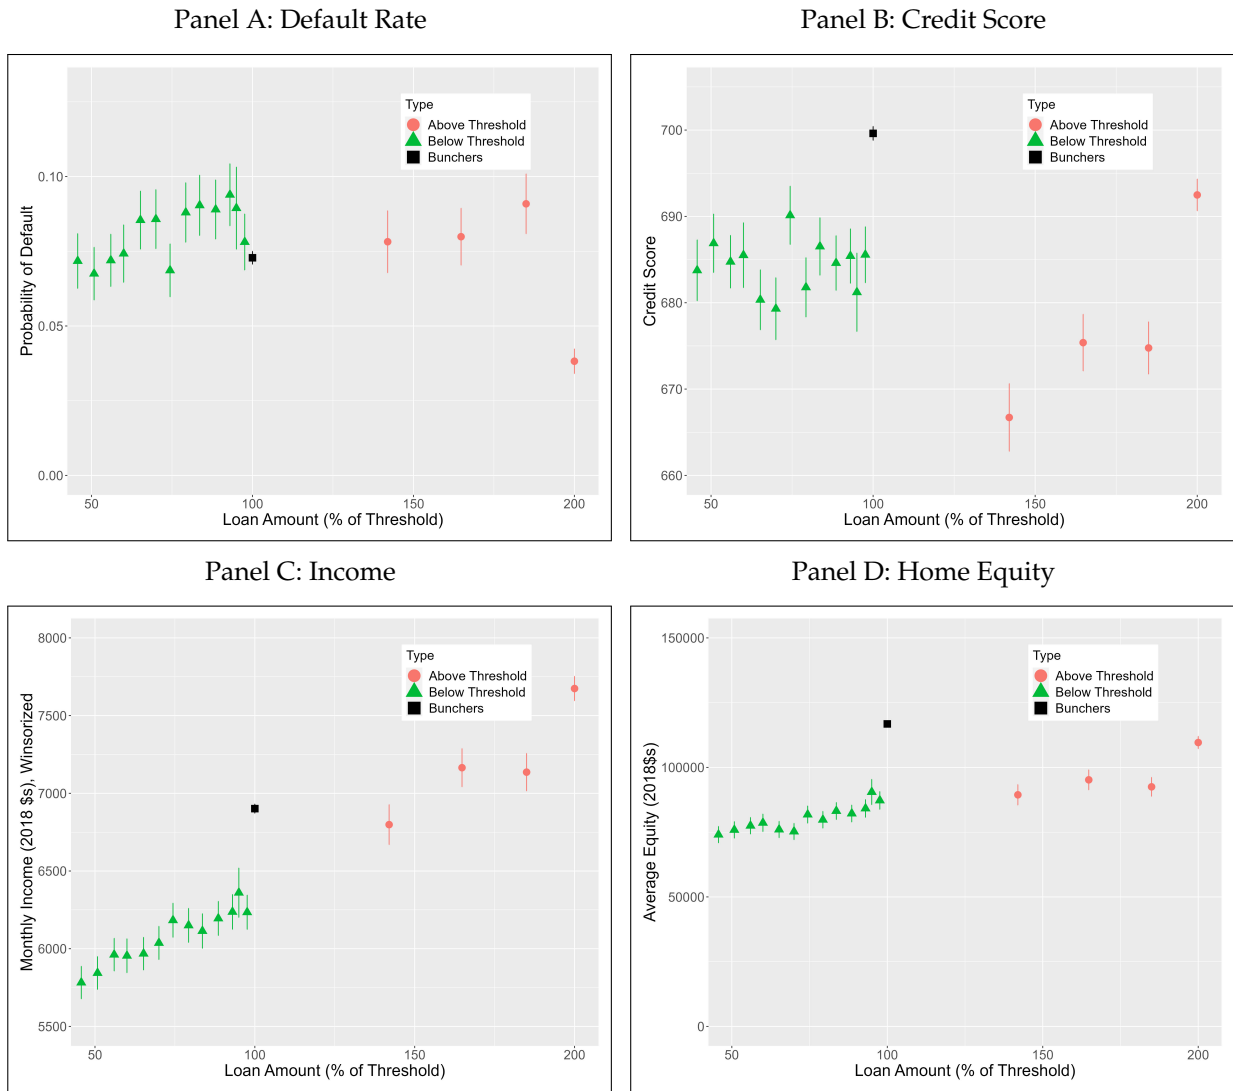 Panel A: Default Rate
Panel B: Credit Score
Type
Above Threshold
Below Threshold
Bunchers
0.10
0.05
0.00
Probability of Default
50
100
150
200
Loan Amount (% of Threshold)
Type
Above Threshold
Below Threshold
Bunchers
700
690
680
670
660
Credit Score
50
100
150
200
Loan Amount (% of Threshold)
Panel C: Income
Panel D: Home Equity
Type
Above Threshold
Below Threshold
Bunchers
8000
7500
7000
6500
6000
5500
Monthly Income (2018 $s), Winsorized
50
100
150
200
Loan Amount (% of Threshold)
Type
Above Threshold
Below Threshold
Bunchers
150000
100000
50000
0
Average Equity (2018$s)
50
100
150
200
Loan Amount (% of Threshold)